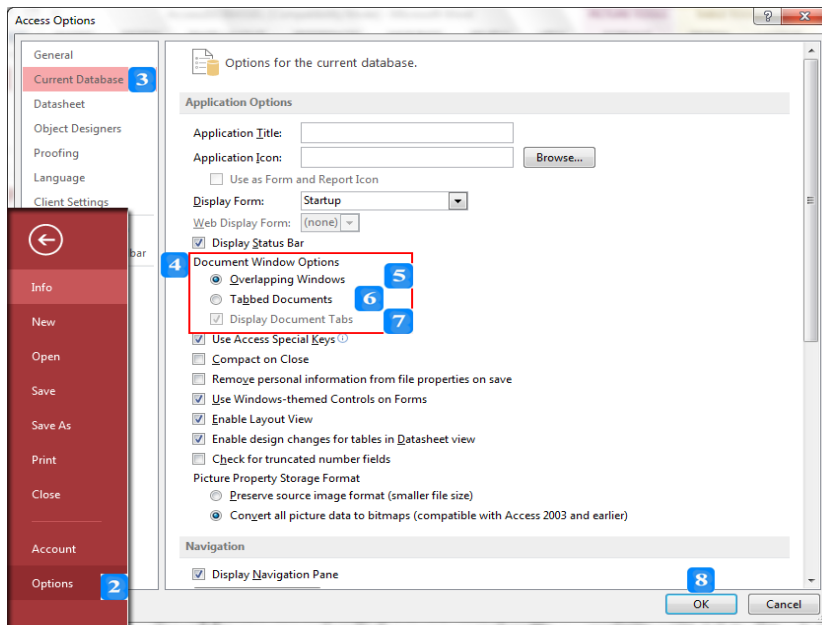 Access Options
General
Current Database 3
Datasheet
Object Designers
Proofing
Language
Client Settings
bar
Info
New
Open
Save
Save As
Print
Close
Account
Options 2
Options for the current database.
Application Options
Application Title:
Application Icon: Browse...
Use as Form and Report Icon
Display Form: Startup
Web Display Form: (none)
Display Status Bar
4 Document Window Options
Overlapping Windows 5
Tabbed Documents 6
Display Document Tabs 7
Use Access Special Keys
Compact on Close
Remove personal information from file properties on save
Use Windows-themed Controls on Forms
Enable Layout View
Enable design changes for tables in Datasheet view
Check for truncated number fields
Picture Property Storage Format
Preserve source image format (smaller file size)
Convert all picture data to bitmaps (compatible with Access 2003 and earlier)
Navigation
Display Navigation Pane
8
OK Cancel